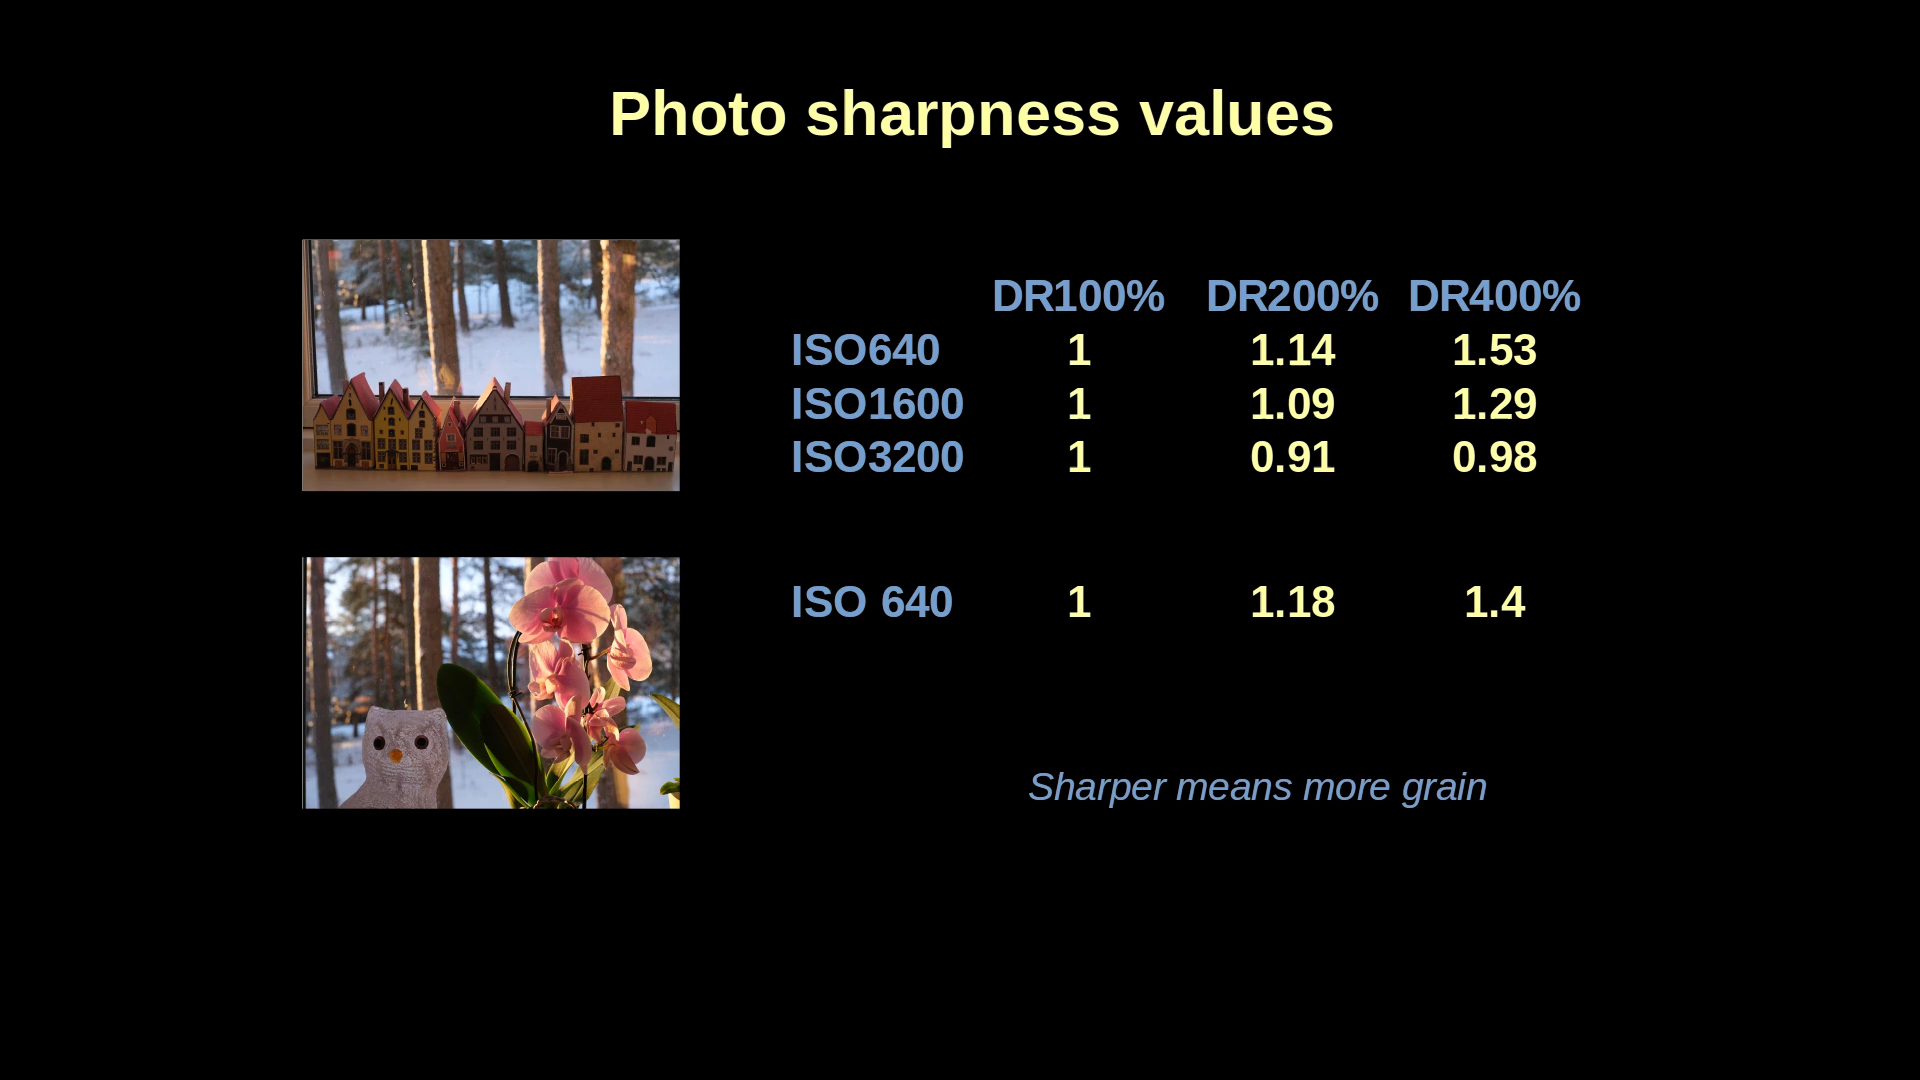 Photo sharpness values
DR100% DR200% DR400%
ISO640 1 1.14 1.53
ISO1600 1 1.09 1.29
ISO3200 1 0.91 0.98
ISO 640 1 1.18 1.4
Sharper means more grain